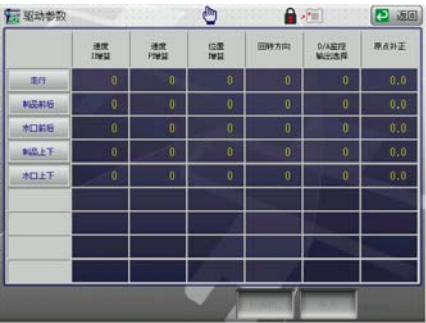 驱动参数
返回
速度 速度 位置 回转方向 D/A监控 原点补正
I增益 P增益 增益 输出选择
走行 0 0 0 0 0 0.0
制品前后 0 0 0 0 0 0.0
水口前后 0 0 0 0 0 0.0
制品上下 0 0 0 0 0 0.0
水口上下 0 0 0 0 0 0.0